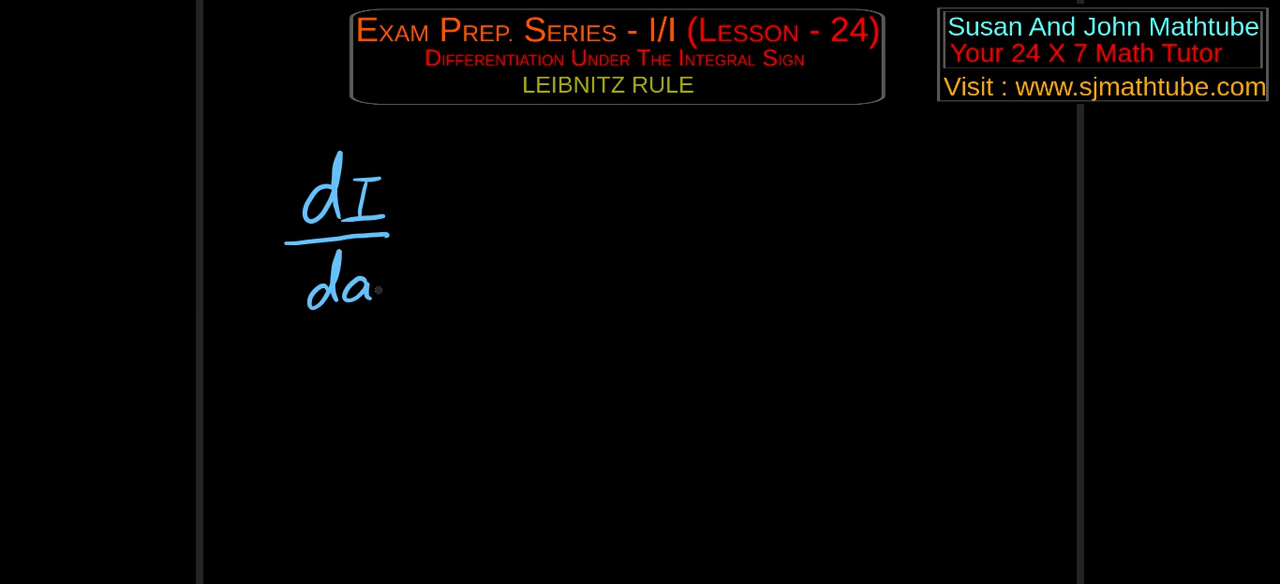 Exam Prep. Series - I/I (Lesson - 24)
Differentiation Under The Integral Sign
LEIBNITZ RULE
Susan And John Mathtube
Your 24 X 7 Math Tutor
Visit : www.sjmathtube.com
dI
da